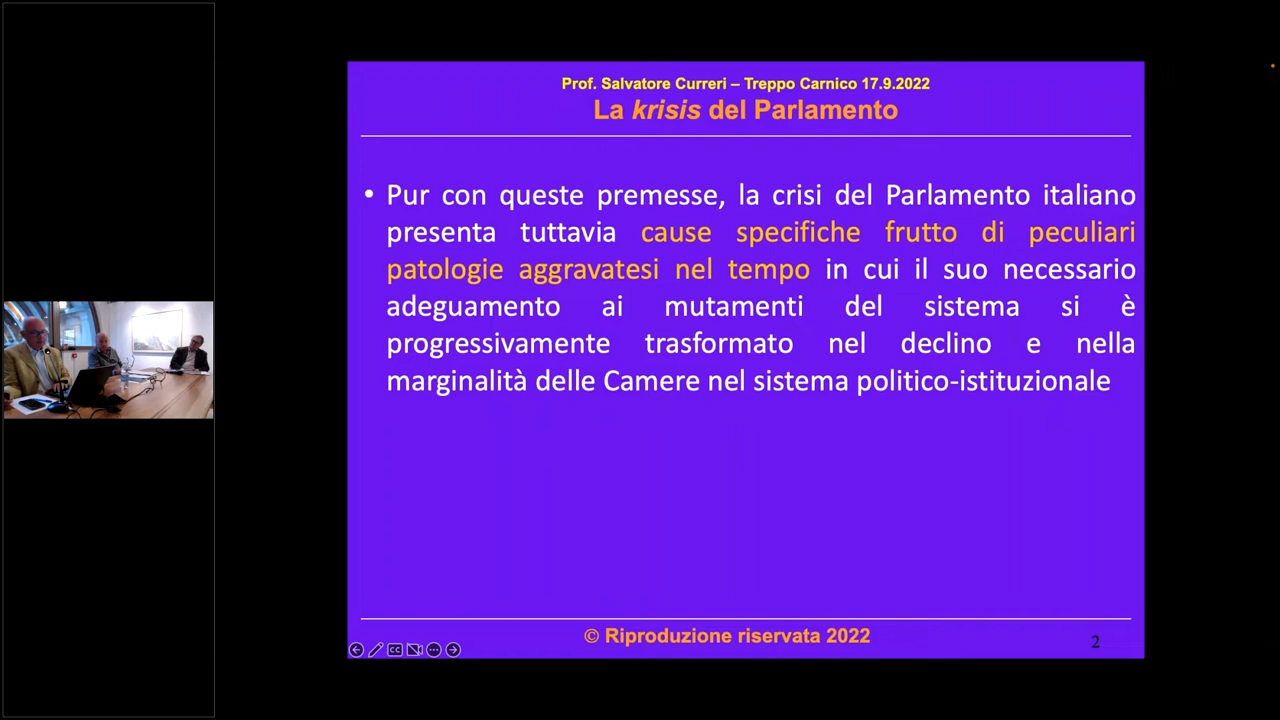 Prof. Salvatore Curreri – Treppo Carnico 17.9.2022
La krisis del Parlamento
• Pur con queste premesse, la crisi del Parlamento italiano
presenta tuttavia cause specifiche frutto di peculiari
patologie aggravatesi nel tempo in cui il suo necessario
adeguamento ai mutamenti del sistema si è
progressivamente trasformato nel declino e nella
marginalità delle Camere nel sistema politico-istituzionale
© Riproduzione riservata 2022
2
CC